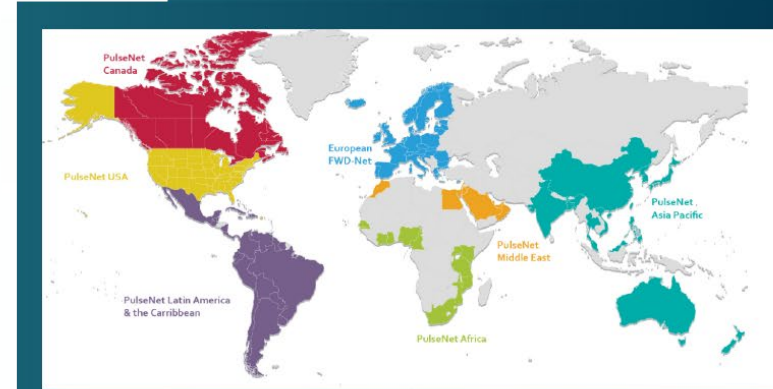 PulseNet
Canada
PulseNet USA
European
FWD-Net
PulseNet
Asia Pacific
PulseNet
Middle East
PulseNet Latin America
& the Carribbean
PulseNet Africa